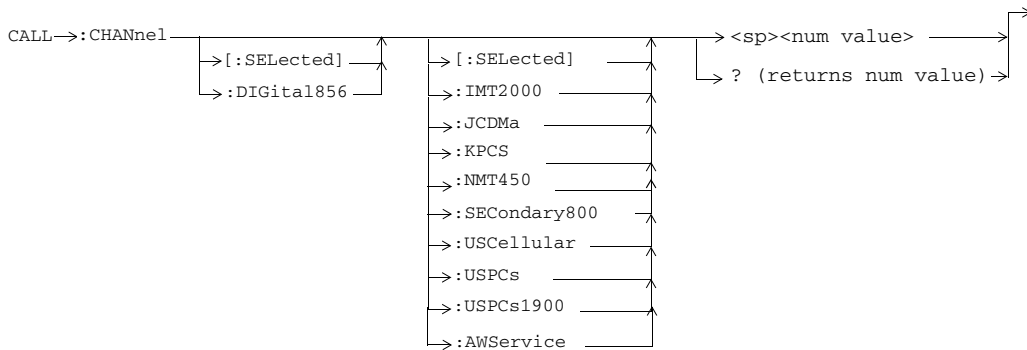 CALL :CHANnel <sp><num value>
[:SELected] [:SELected] ? (returns num value)
:DIGital856 :IMT2000
:JCDMa
:KPCS
:NMT450
:SECondary800
:USCellular
:USPCs
:USPCs1900
:AWService